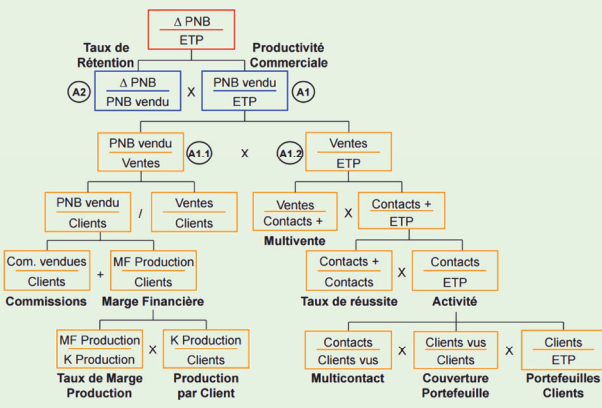 Δ PNB
ETP
Taux de
Rétention
Productivité
Commerciale
A2
Δ PNB
PNB vendu
X
PNB vendu
ETP
A1
PNB vendu
Ventes
A1.1
X
A1.2
Ventes
ETP
PNB vendu
Clients
/
Ventes
Clients
Ventes
Contacts +
X
Contacts +
ETP
Multivente
Com. vendues
Clients
+
MF Production
Clients
Contacts +
Contacts
X
Contacts
ETP
Commissions
Marge Financière
Taux de réussite
Activité
MF Production
K Production
X
K Production
Clients
Contacts
Clients vus
X
Clients vus
Clients
X
Clients
ETP
Taux de Marge
Production
Production
par Client
Multicontact
Couverture
Portefeuille
Portefeuilles
Clients